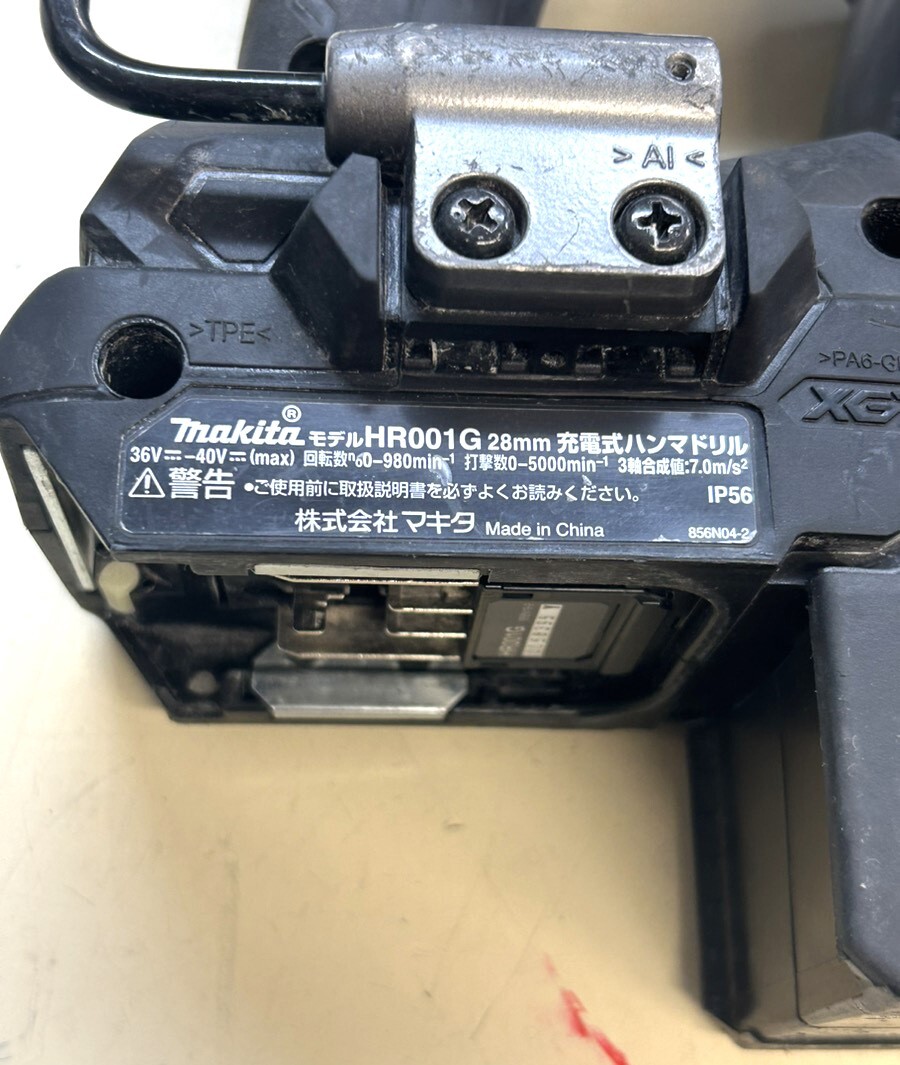 >AI<
>TPE<
>PA6-G
XGT
makita® モデルHR001G 28mm 充電式ハンマドリル
36V⎓-40V⎓(max) 回転数n₀0-980min⁻¹ 打撃数0-5000min⁻¹ 3軸合成値:7.0m/s²
⚠警告 •ご使用前に取扱説明書を必ずよくお読みください。 IP56
株式会社マキタ Made in China 856N04-2